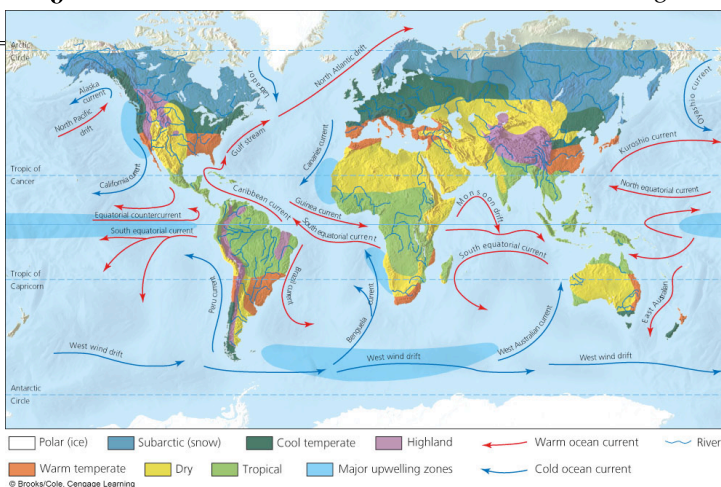 Arctic
Circle
Alaska
current
North Pacific
drift
Labrador
North Atlantic drift
Oyashio current
Gulf stream
Canaries current
Kuroshio current
Tropic of
Cancer
California current
Caribbean current
Guinea current
Monsoon drift
North equatorial current
Equatorial countercurrent
South equatorial current
South equatorial current
South equatorial current
Tropic of
Capricorn
Peru current
Brazil current
Benguela
current
West Australian current
East Australian
West wind drift
West wind drift
West wind drift
Antarctic
Circle
Polar (ice)
Subarctic (snow)
Cool temperate
Highland
Warm ocean current
River
Warm temperate
Dry
Tropical
Major upwelling zones
Cold ocean current
© Brooks/Cole, Cengage Learning